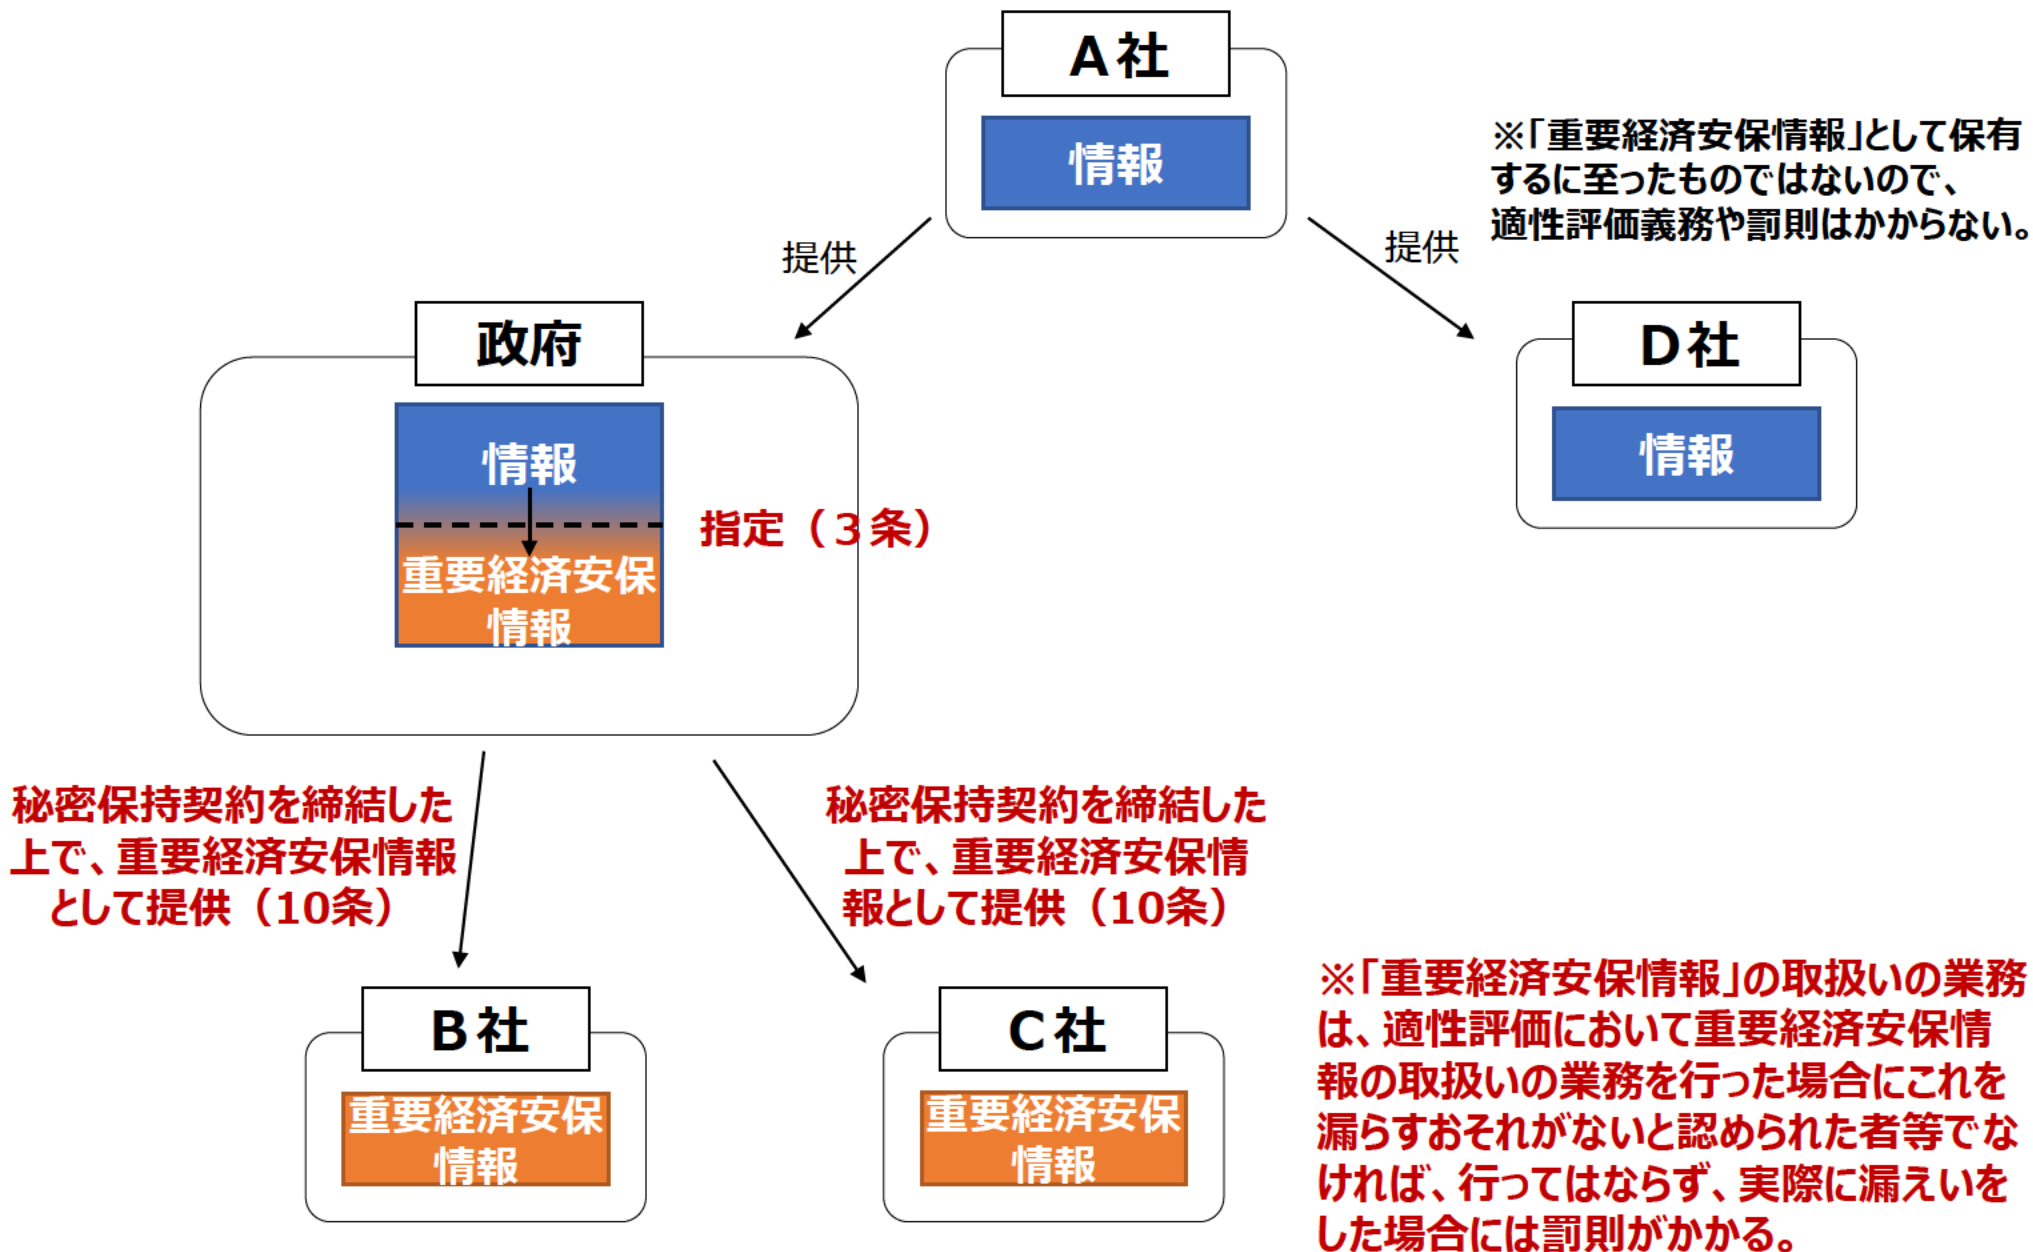 A社
情報
※「重要経済安保情報」として保有
するに至ったものではないので、
適性評価義務や罰則はかからない。
提供
提供
政府
情報
重要経済安保
情報
指定（３条）
D社
情報
秘密保持契約を締結した
上で、重要経済安保情報
として提供（10条）
秘密保持契約を締結した
上で、重要経済安保情
報として提供（10条）
B社
重要経済安保
情報
C社
重要経済安保
情報
※「重要経済安保情報」の取扱いの業務
は、適性評価において重要経済安保情
報の取扱いの業務を行った場合にこれを
漏らすおそれがないと認められた者等でな
ければ、行ってはならず、実際に漏えいを
した場合には罰則がかかる。